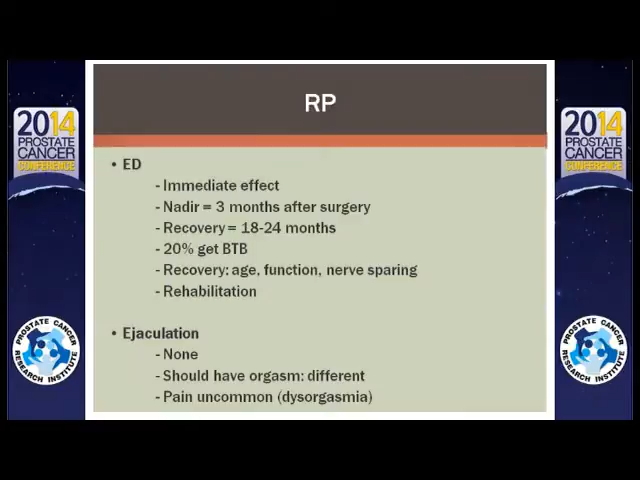 RP
2014
PROSTATE
CANCER
CONFERENCE
2014
PROSTATE
CANCER
CONFERENCE
• ED
- Immediate effect
- Nadir = 3 months after surgery
- Recovery = 18-24 months
- 20% get BTB
- Recovery: age, function, nerve sparing
- Rehabilitation
• Ejaculation
- None
- Should have orgasm: different
- Pain uncommon (dysorgasmia)
PROSTATE CANCER
RESEARCH INSTITUTE
PROSTATE CANCER
RESEARCH INSTITUTE